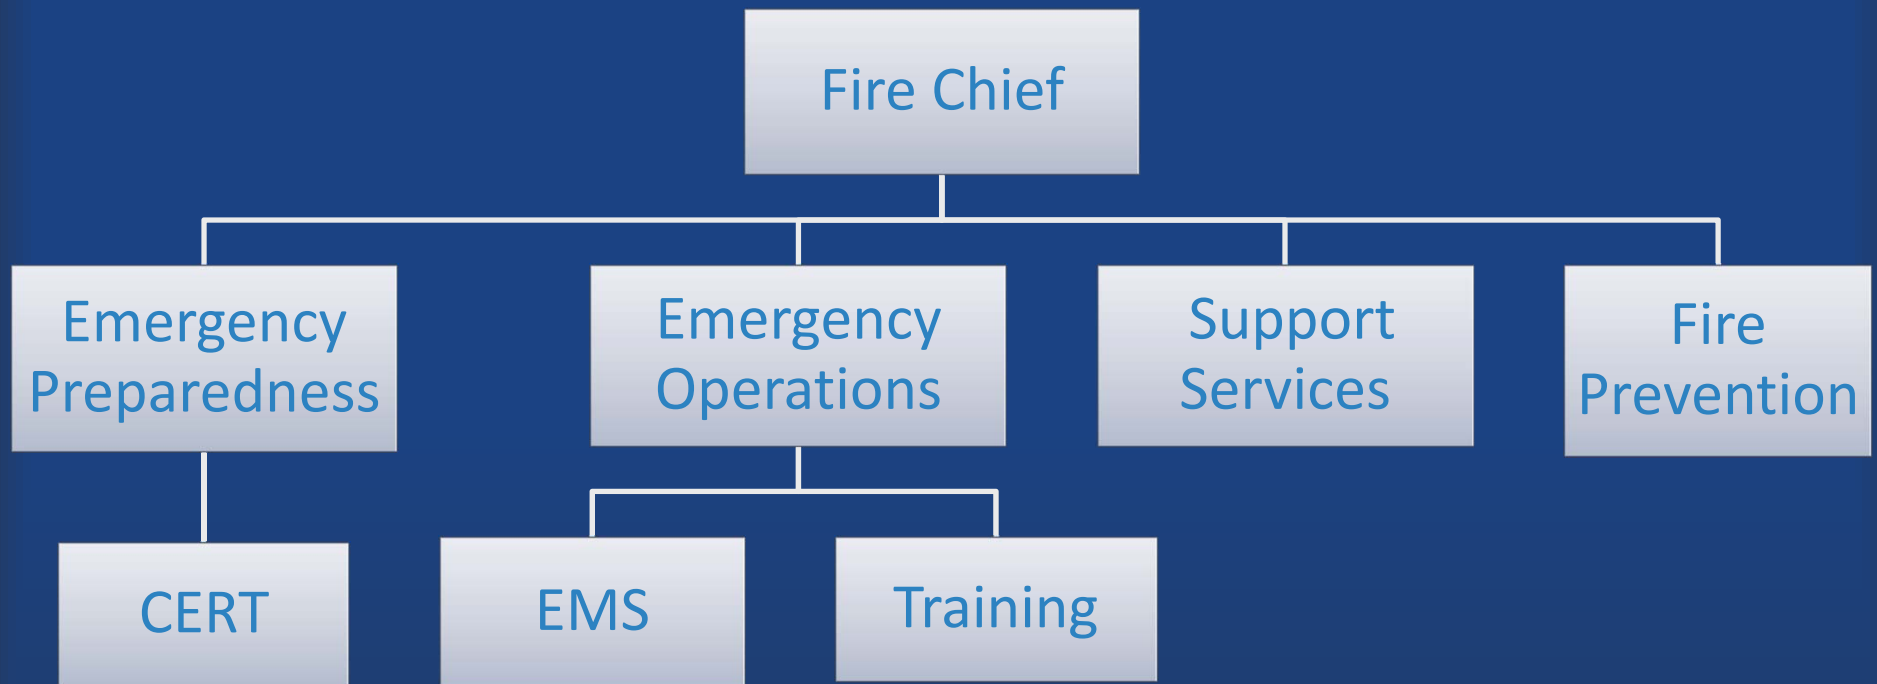 Fire Chief
Emergency
Preparedness
Emergency
Operations
Support
Services
Fire
Prevention
CERT
EMS
Training